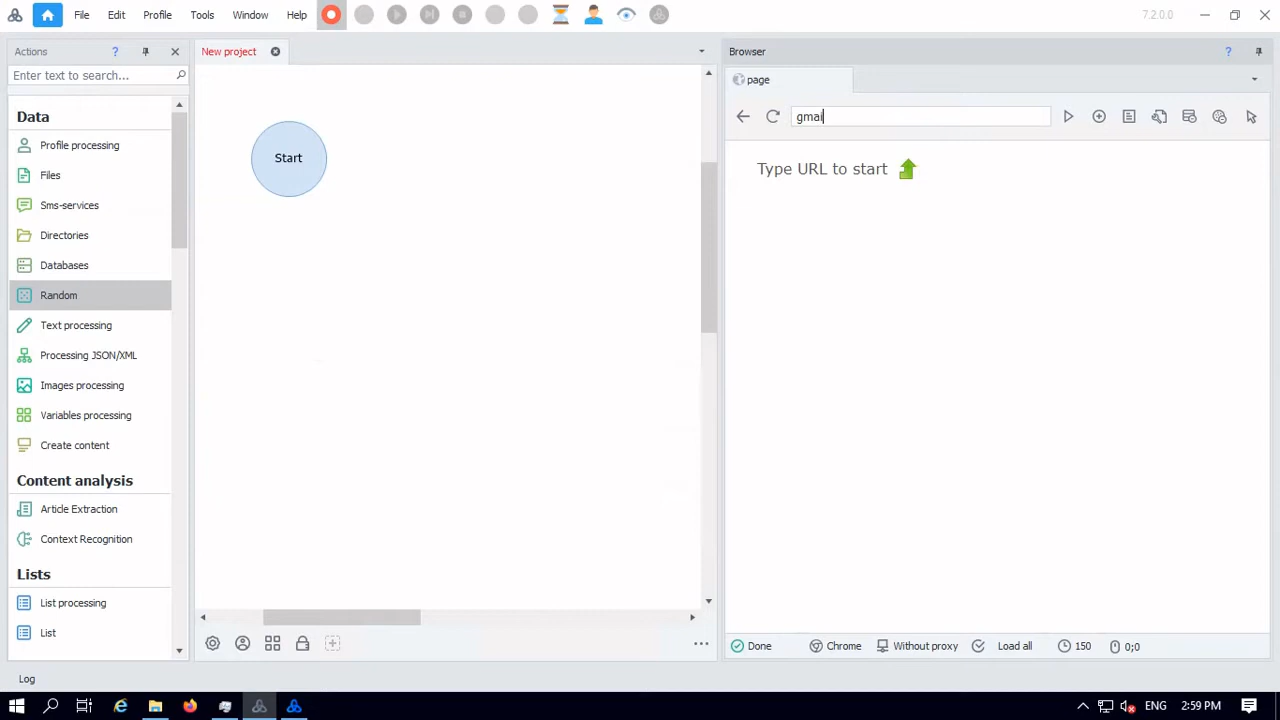 File Edit Profile Tools Window Help 7.2.0.0
Actions ?
Enter text to search...
Data
Profile processing
Files
Sms-services
Directories
Databases
Random
Text processing
Processing JSON/XML
Images processing
Variables processing
Create content
Content analysis
Article Extraction
Context Recognition
Lists
List processing
List
New project
Start
Browser ?
page
gmai
Type URL to start
Done Chrome Without proxy Load all 150 0;0
Log
ENG 2:59 PM